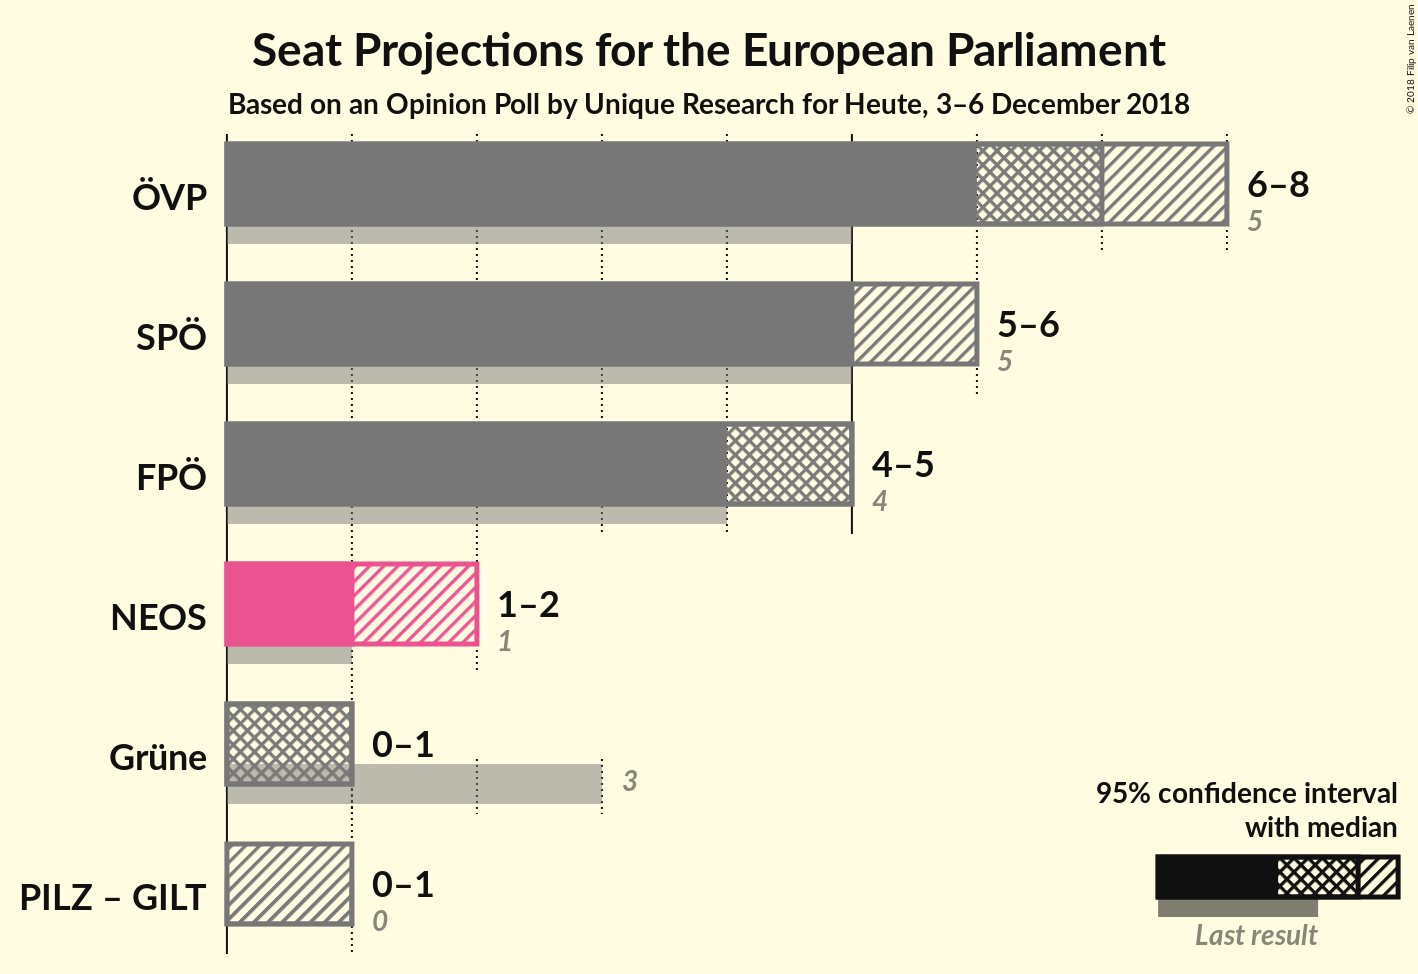 Seat Projections for the European Parliament
Based on an Opinion Poll by Unique Research for Heute, 3–6 December 2018
© 2018 Filip van Laenen
ÖVP
6–8
5
SPÖ
5–6
5
FPÖ
4–5
4
NEOS
1–2
1
Grüne
0–1
3
PILZ – GILT
0–1
0
95% confidence interval
with median
Last result